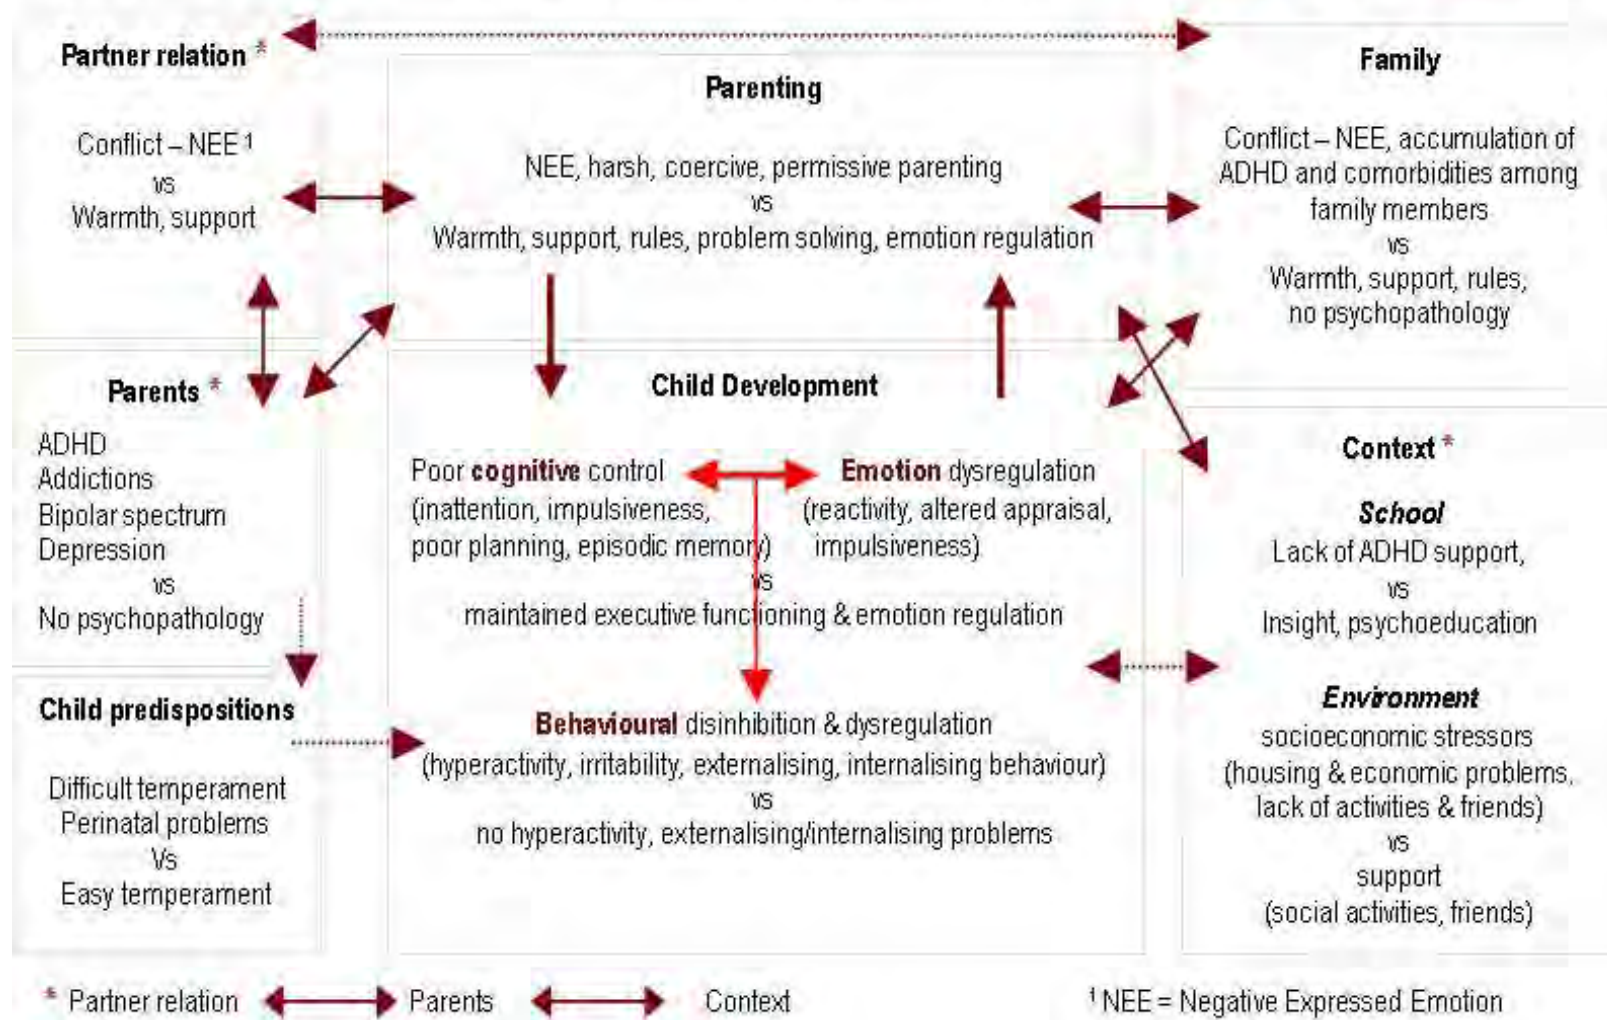 Partner relation *
Conflict – NEE ¹
vs
Warmth, support
Parenting
NEE, harsh, coercive, permissive parenting
vs
Warmth, support, rules, problem solving, emotion regulation
Family
Conflict – NEE, accumulation of
ADHD and comorbidities among
family members
vs
Warmth, support, rules,
no psychopathology
Parents *
ADHD
Addictions
Bipolar spectrum
Depression
vs
No psychopathology
Child Development
Poor cognitive control
(inattention, impulsiveness,
poor planning, episodic memory)
Emotion dysregulation
(reactivity, altered appraisal,
impulsiveness)
vs
maintained executive functioning & emotion regulation
Behavioural disinhibition & dysregulation
(hyperactivity, irritability, externalising, internalising behaviour)
vs
no hyperactivity, externalising/internalising problems
Context *
School
Lack of ADHD support,
vs
Insight, psychoeducation
Environment
socioeconomic stressors
(housing & economic problems,
lack of activities & friends)
vs
support
(social activities, friends)
Child predispositions
Difficult temperament
Perinatal problems
Vs
Easy temperament
* Partner relation
Parents
Context
¹ NEE = Negative Expressed Emotion